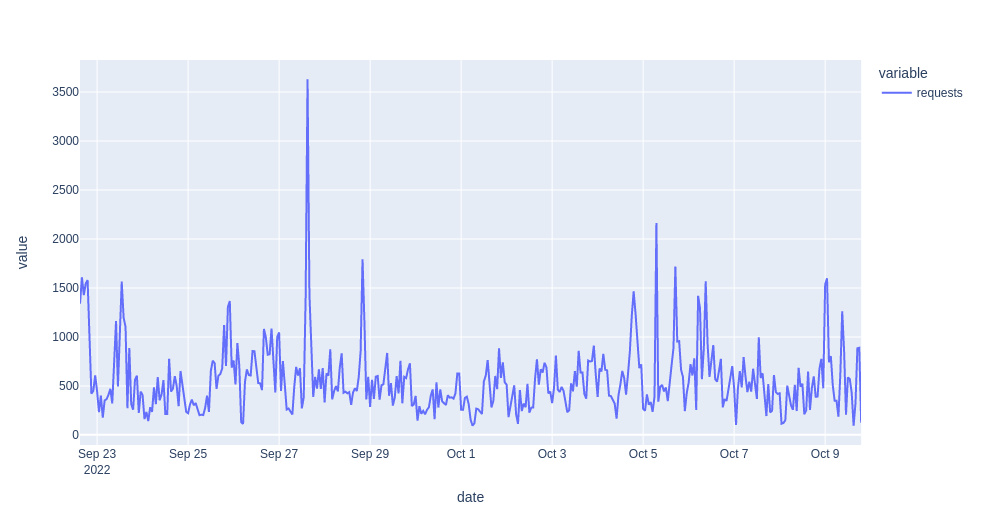 variable
requests
value
3500
3000
2500
2000
1500
1000
500
0
Sep 23
2022
Sep 25
Sep 27
Sep 29
Oct 1
Oct 3
Oct 5
Oct 7
Oct 9
date